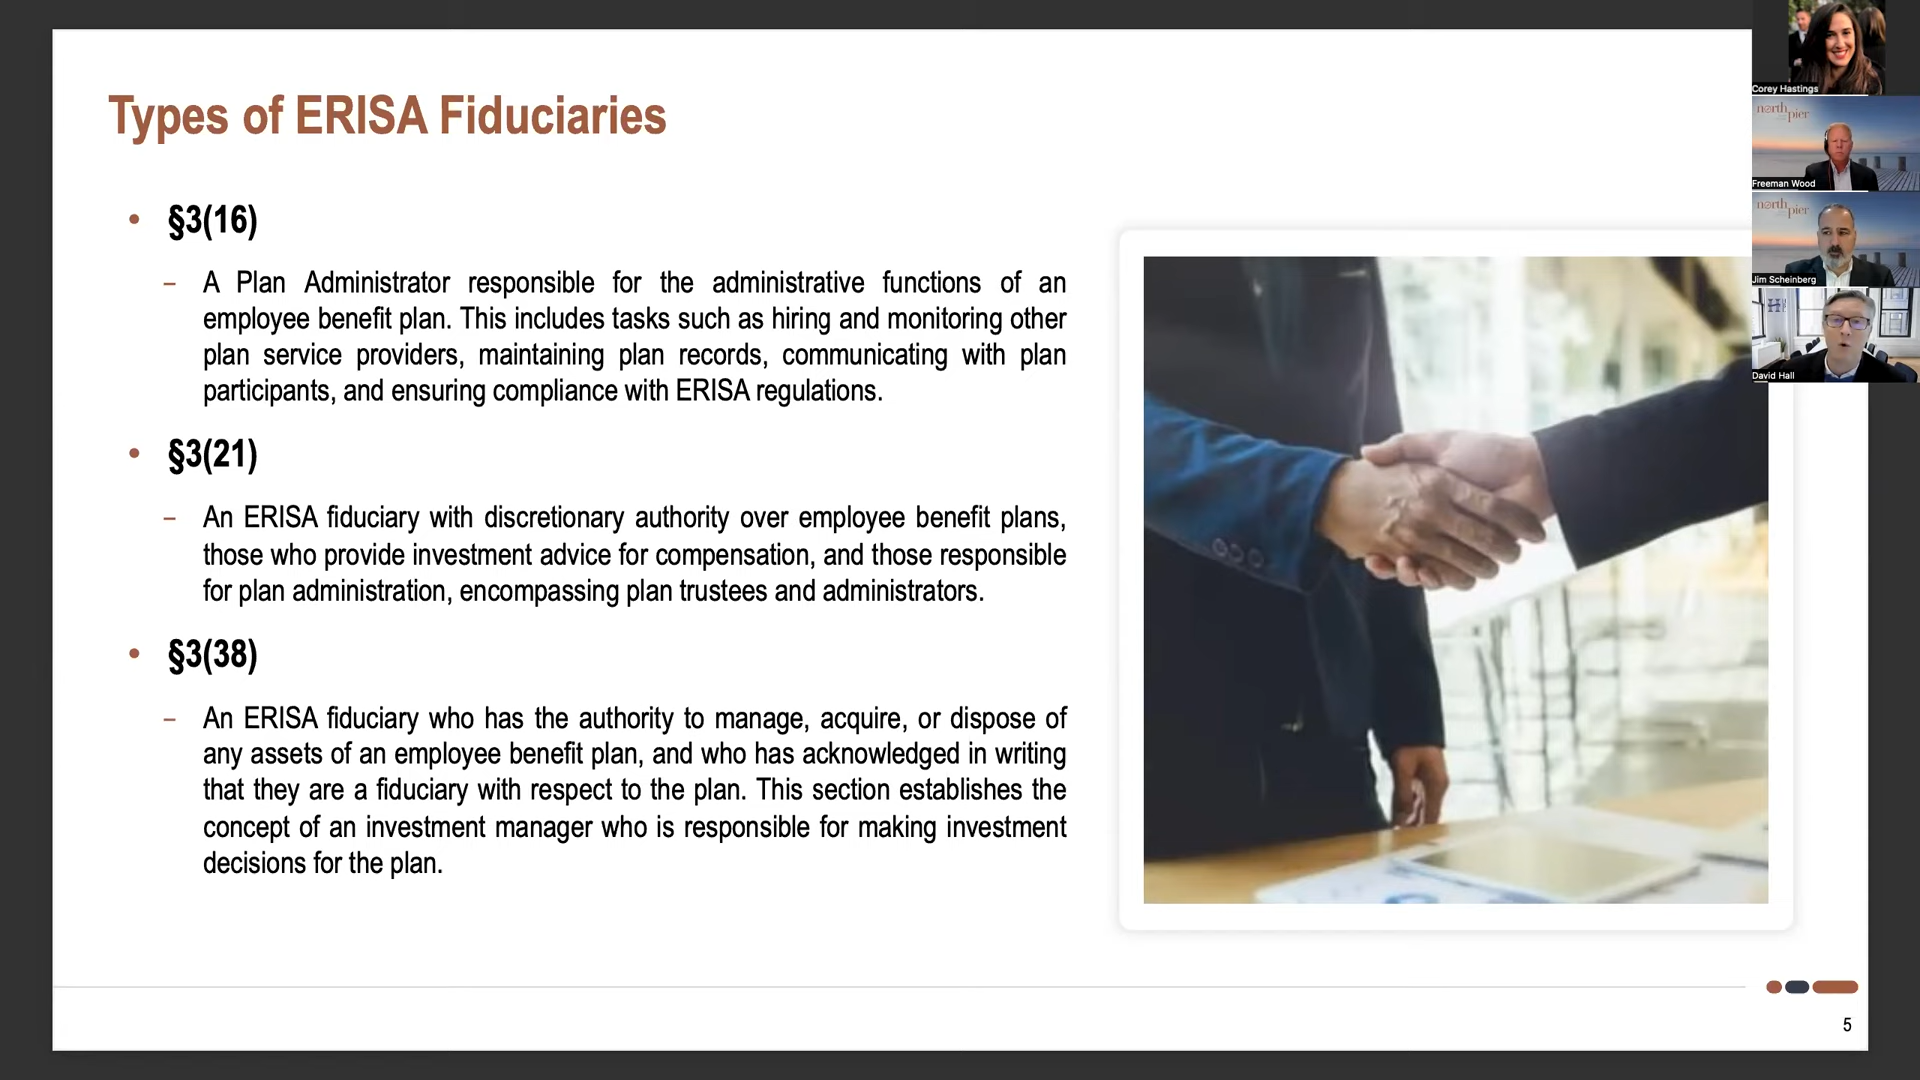 Types of ERISA Fiduciaries
• §3(16)
– A Plan Administrator responsible for the administrative functions of an
employee benefit plan. This includes tasks such as hiring and monitoring other
plan service providers, maintaining plan records, communicating with plan
participants, and ensuring compliance with ERISA regulations.
• §3(21)
– An ERISA fiduciary with discretionary authority over employee benefit plans,
those who provide investment advice for compensation, and those responsible
for plan administration, encompassing plan trustees and administrators.
• §3(38)
– An ERISA fiduciary who has the authority to manage, acquire, or dispose of
any assets of an employee benefit plan, and who has acknowledged in writing
that they are a fiduciary with respect to the plan. This section establishes the
concept of an investment manager who is responsible for making investment
decisions for the plan.
Corey Hastings
north
pier
Freeman Wood
north
pier
Jim Scheinberg
H
David Hall
5